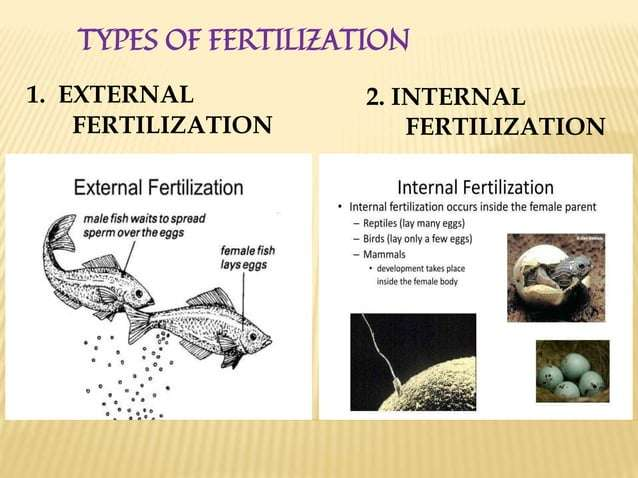 TYPES OF FERTILIZATION
1. EXTERNAL
FERTILIZATION
2. INTERNAL
FERTILIZATION
External Fertilization
male fish waits to spread
sperm over the eggs
female fish
lays eggs
Internal Fertilization
• Internal fertilization occurs inside the female parent
– Reptiles (lay many eggs)
– Birds (lay only a few eggs)
– Mammals
• development takes place
inside the female body